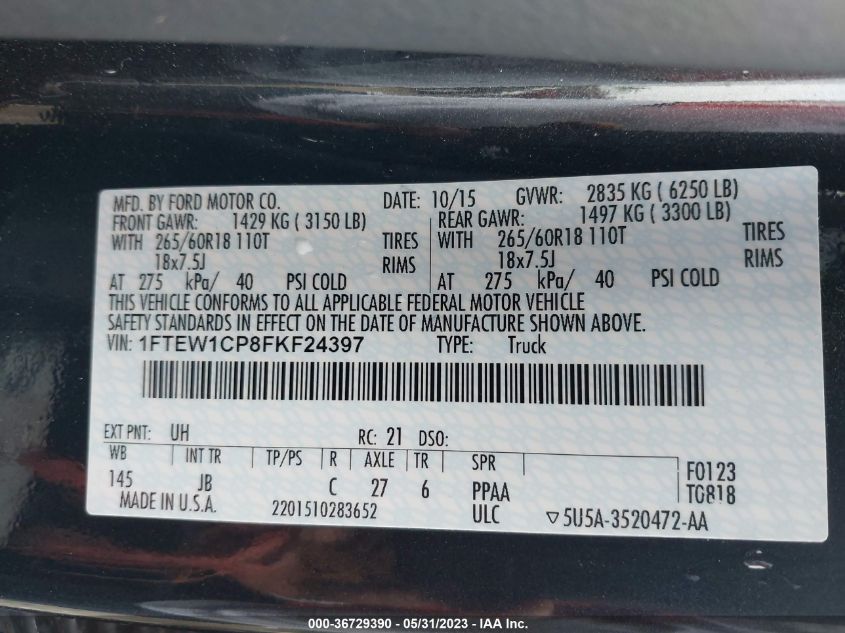 MFD. BY FORD MOTOR CO. DATE: 10/15 GVWR: 2835 KG ( 6250 LB)
FRONT GAWR: 1429 KG ( 3150 LB) REAR GAWR: 1497 KG ( 3300 LB)
WITH 265/60R18 110T TIRES WITH 265/60R18 110T TIRES
18x7.5J RIMS 18x7.5J RIMS
AT 275 kPa/ 40 PSI COLD AT 275 kPa/ 40 PSI COLD
THIS VEHICLE CONFORMS TO ALL APPLICABLE FEDERAL MOTOR VEHICLE
SAFETY STANDARDS IN EFFECT ON THE DATE OF MANUFACTURE SHOWN ABOVE.
VIN: 1FTEW1CP8FKF24397 TYPE: Truck
EXT PNT: UH RC: 21 DSO:
WB INT TR TP/PS R AXLE TR SPR F0123
145 JB C 27 6 PPAA T0818
MADE IN U.S.A. 2201510283652 ULC ▽5U5A-3520472-AA
000-36729390 - 05/31/2023 - IAA Inc.